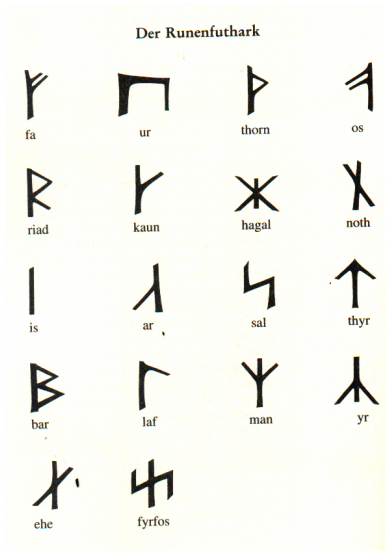 Der Runenfuthark
fa ur thorn os
riad kaun hagal noth
is ar sal thyr
bar laf man yr
ehe fyrfos